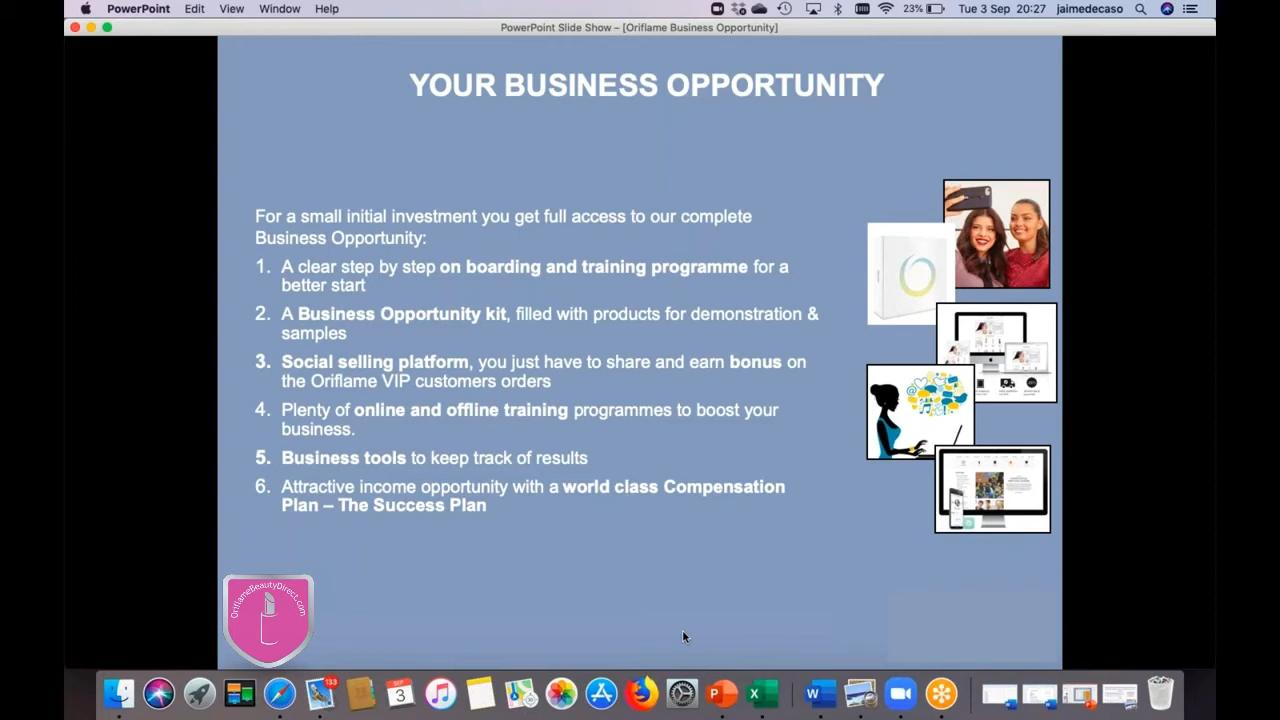 PowerPoint Edit View Window Help 23% Tue 3 Sep 20:27 jaimedecaso
PowerPoint Slide Show – [Oriflame Business Opportunity]
YOUR BUSINESS OPPORTUNITY
For a small initial investment you get full access to our complete
Business Opportunity:
1. A clear step by step on boarding and training programme for a
better start
2. A Business Opportunity kit, filled with products for demonstration &
samples
3. Social selling platform, you just have to share and earn bonus on
the Oriflame VIP customers orders
4. Plenty of online and offline training programmes to boost your
business.
5. Business tools to keep track of results
6. Attractive income opportunity with a world class Compensation
Plan – The Success Plan
OriflameBeautyDirect.com
133
SEP
3